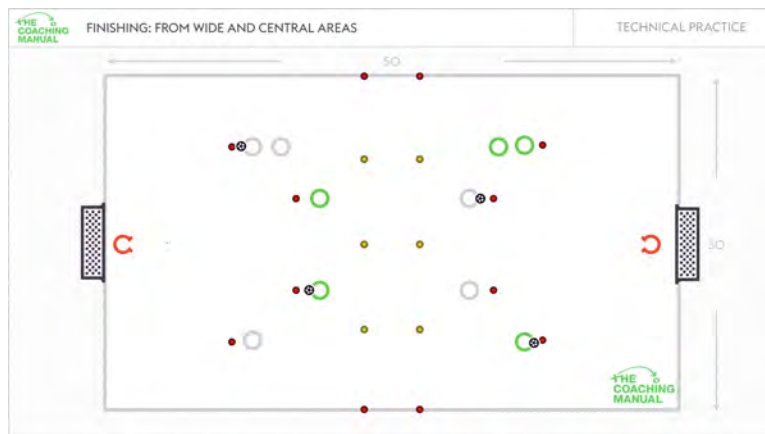 THE
COACHING
MANUAL
FINISHING: FROM WIDE AND CENTRAL AREAS
TECHNICAL PRACTICE
50
30
THE
COACHING
MANUAL